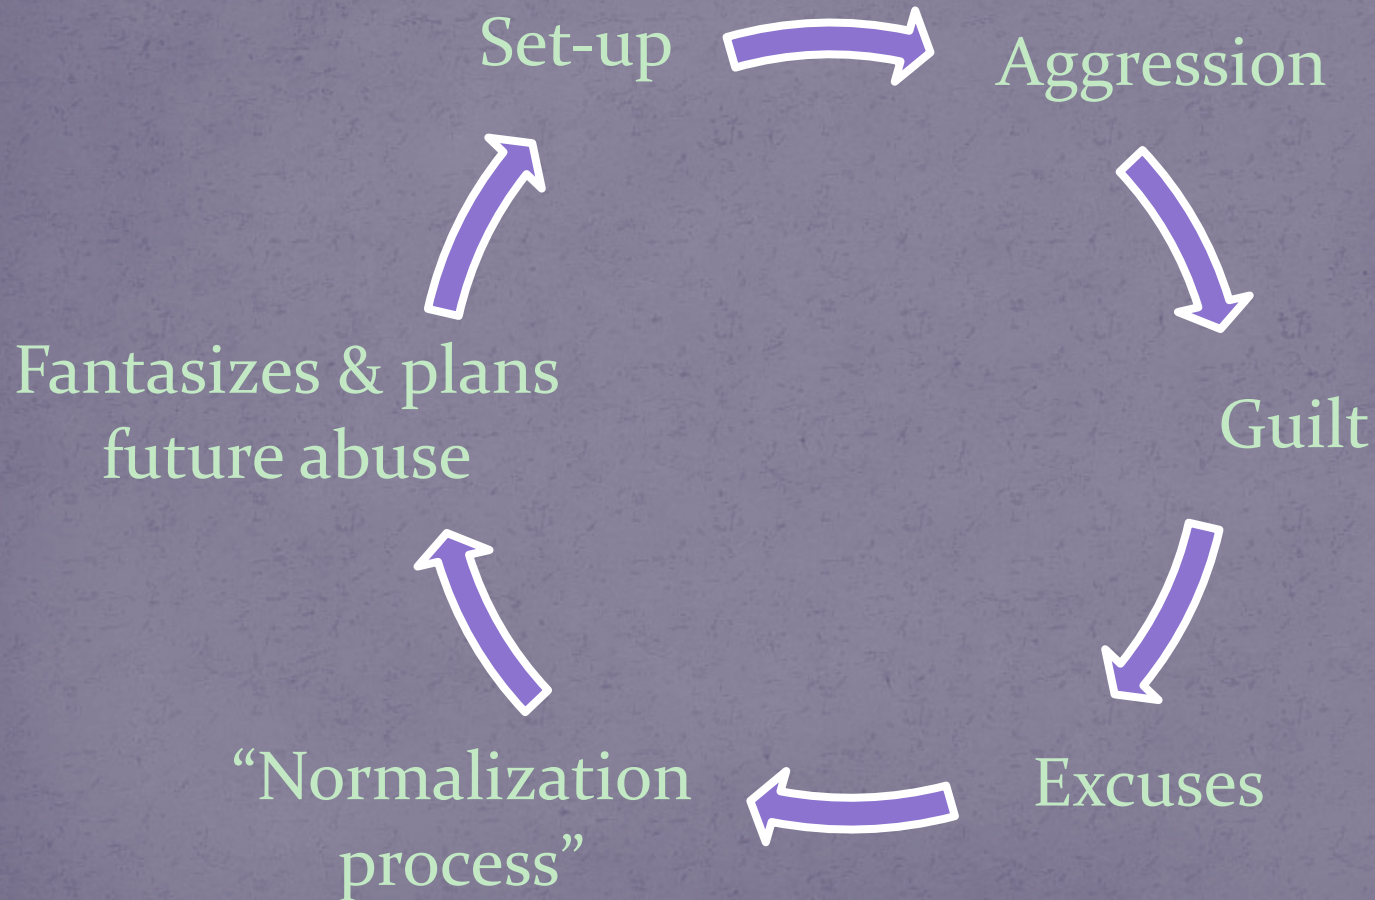 Set-up
Aggression
Guilt
Excuses
“Normalization
process”
Fantasizes & plans
future abuse